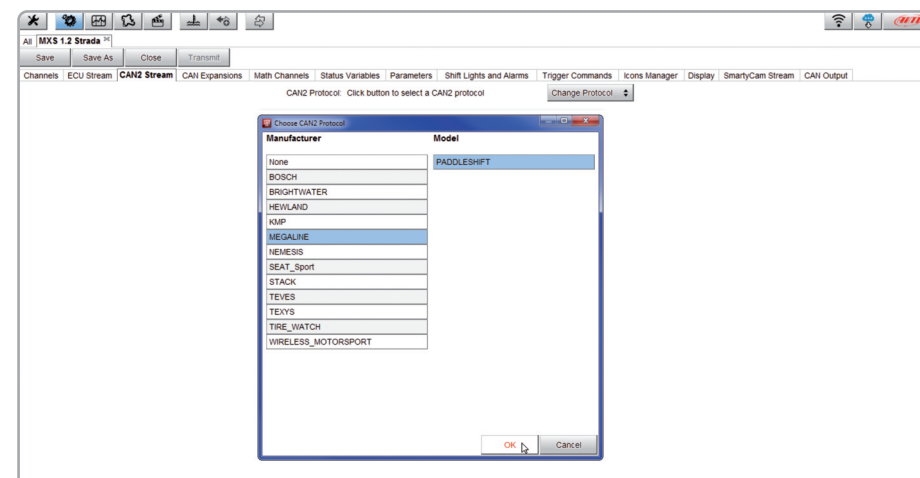 All MXS 1.2 Strada
Save Save As Close Transmit
Channels ECU Stream CAN2 Stream CAN Expansions Math Channels Status Variables Parameters Shift Lights and Alarms Trigger Commands Icons Manager Display SmartyCam Stream CAN Output
CAN2 Protocol: Click button to select a CAN2 protocol Change Protocol
Choose CAN2 Protocol
Manufacturer Model
None PADDLESHIFT
BOSCH
BRIGHTWATER
HEWLAND
KMP
MEGALINE
NEMESIS
SEAT_Sport
STACK
TEVES
TEXYS
TIRE_WATCH
WIRELESS_MOTORSPORT
OK Cancel